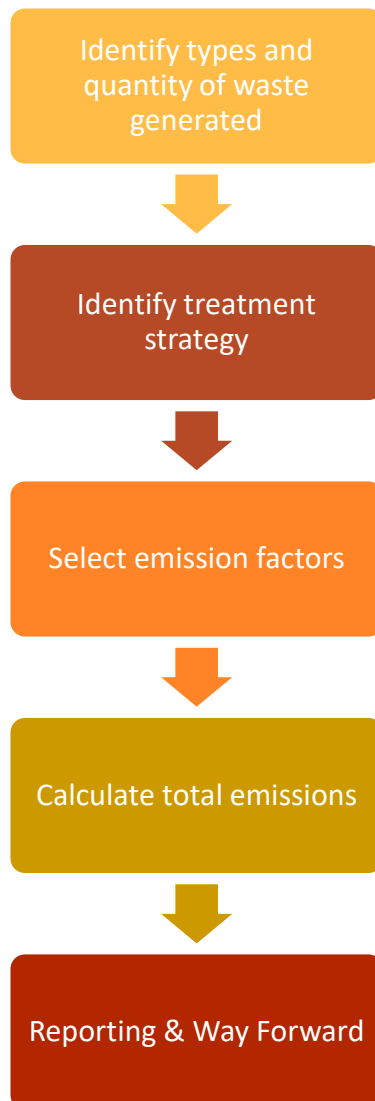 Identify types and
quantity of waste
generated
Identify treatment
strategy
Select emission factors
Calculate total emissions
Reporting & Way Forward